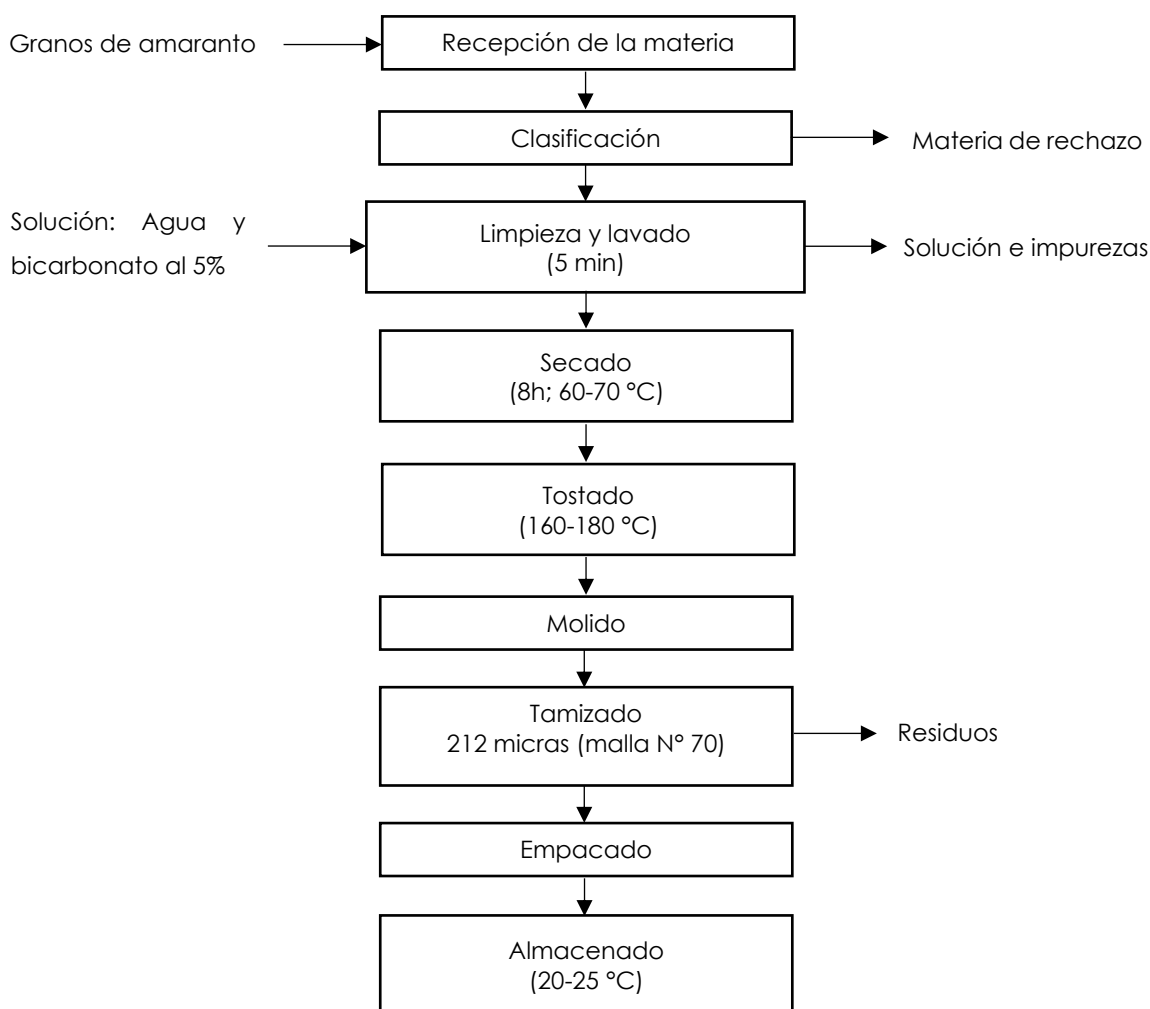 Granos de amaranto
Recepción de la materia
Clasificación
Materia de rechazo
Solución: Agua y
bicarbonato al 5%
Limpieza y lavado
(5 min)
Solución e impurezas
Secado
(8h; 60-70 °C)
Tostado
(160-180 °C)
Molido
Tamizado
212 micras (malla N° 70)
Residuos
Empacado
Almacenado
(20-25 °C)